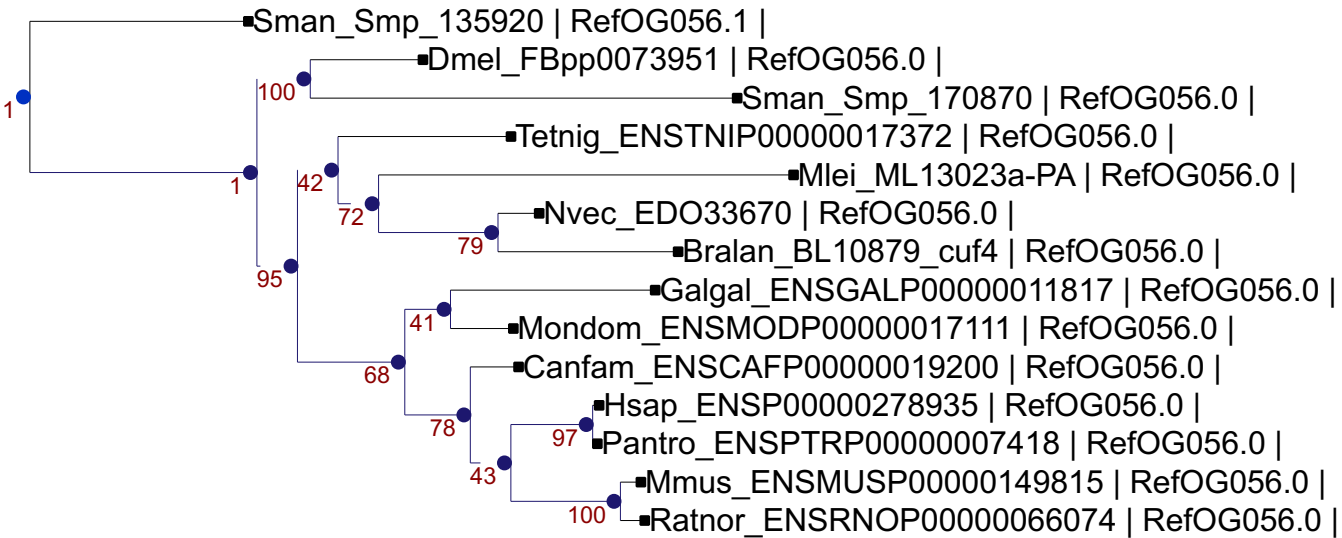 Sman_Smp_135920 | RefOG056.1 |
Dmel_FBpp0073951 | RefOG056.0 |
100
Sman_Smp_170870 | RefOG056.0 |
1
Tetnig_ENSTNIP00000017372 | RefOG056.0 |
Mlei_ML13023a-PA | RefOG056.0 |
1
42
72
Nvec_EDO33670 | RefOG056.0 |
79
Bralan_BL10879_cuf4 | RefOG056.0 |
95
Galgal_ENSGALP00000011817 | RefOG056.0 |
41
Mondom_ENSMODP00000017111 | RefOG056.0 |
68
Canfam_ENSCAFP00000019200 | RefOG056.0 |
Hsap_ENSP00000278935 | RefOG056.0 |
78
97
Pantro_ENSPTRP00000007418 | RefOG056.0 |
43
Mmus_ENSMUSP00000149815 | RefOG056.0 |
100
Ratnor_ENSRNOP00000066074 | RefOG056.0 |